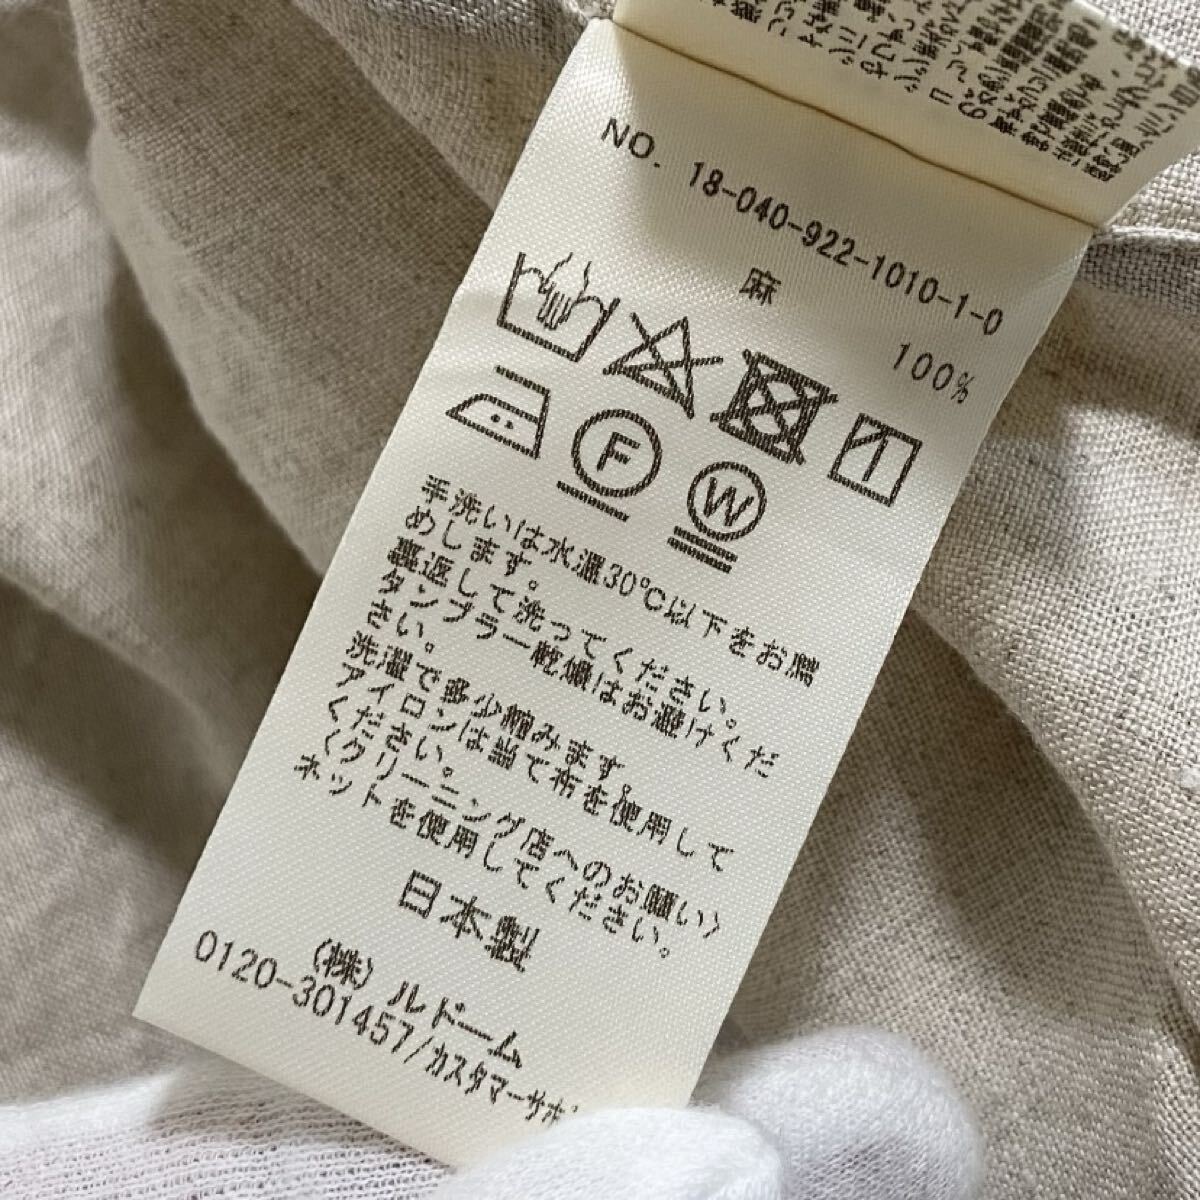 NO. 18-040-922-1010-1-0
麻 100%
F
W
手洗いは水温30℃以下をお薦
めします。
裏返して洗ってください。
タンブラー乾燥はお避けくだ
さい。
洗濯で多少縮みます。
アイロンは当て布を使用して
ください。
〈クリーニング店へのお願い〉
ネットを使用してください。
日本製
(株)ルドーム
0120-301457/カスタマーサポ